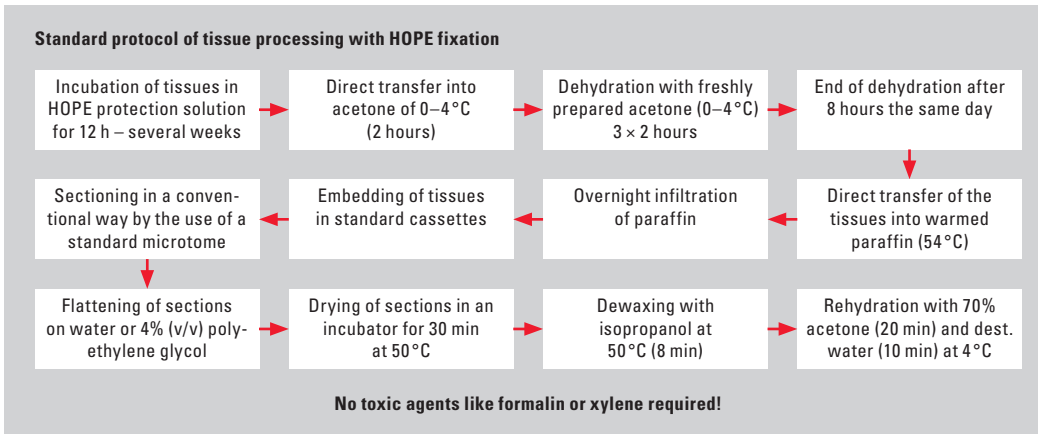 Standard protocol of tissue processing with HOPE fixation
Incubation of tissues in
HOPE protection solution
for 12 h – several weeks
Direct transfer into
acetone of 0–4°C
(2 hours)
Dehydration with freshly
prepared acetone (0–4°C)
3 × 2 hours
End of dehydration after
8 hours the same day
Direct transfer of the
tissues into warmed
paraffin (54°C)
Overnight infiltration
of paraffin
Embedding of tissues
in standard cassettes
Sectioning in a conven-
tional way by the use of a
standard microtome
Flattening of sections
on water or 4% (v/v) poly-
ethylene glycol
Drying of sections in an
incubator for 30 min
at 50°C
Dewaxing with
isopropanol at
50°C (8 min)
Rehydration with 70%
acetone (20 min) and dest.
water (10 min) at 4°C
No toxic agents like formalin or xylene required!